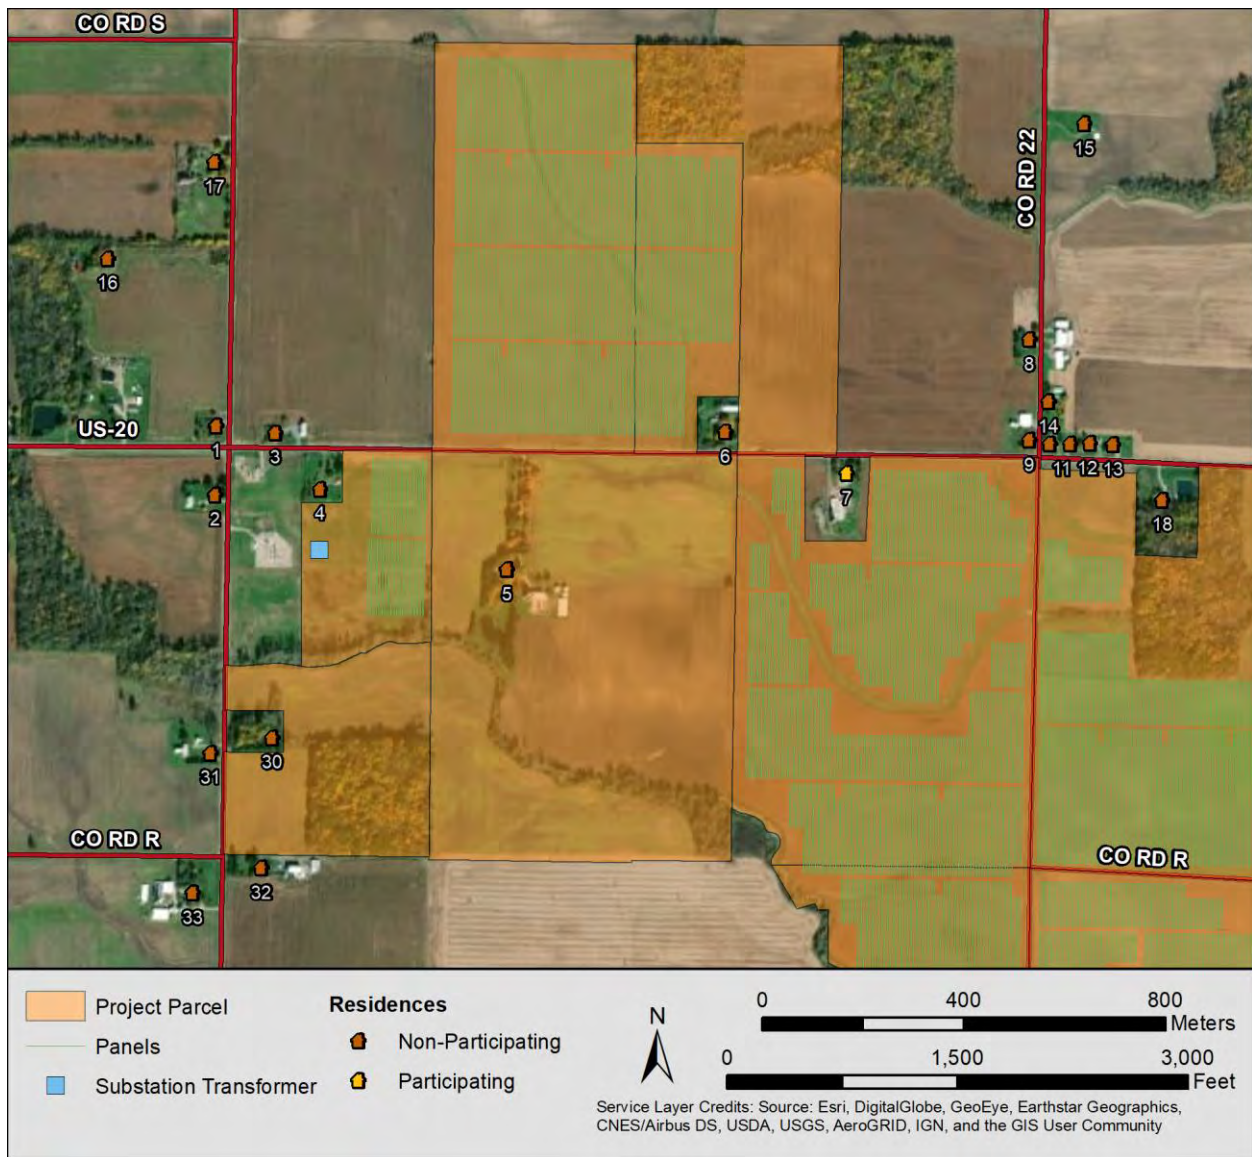 CO RD S
CO RD 22
15
17
16
8
14
US-20
1
3
6
9
11
12
13
2
4
7
18
5
30
31
CO RD R
CO RD R
32
33
Project Parcel
Panels
Substation Transformer
Residences
Non-Participating
Participating
N
0 400 800
Meters
0 1,500 3,000
Feet
Service Layer Credits: Source: Esri, DigitalGlobe, GeoEye, Earthstar Geographics,
CNES/Airbus DS, USDA, USGS, AeroGRID, IGN, and the GIS User Community